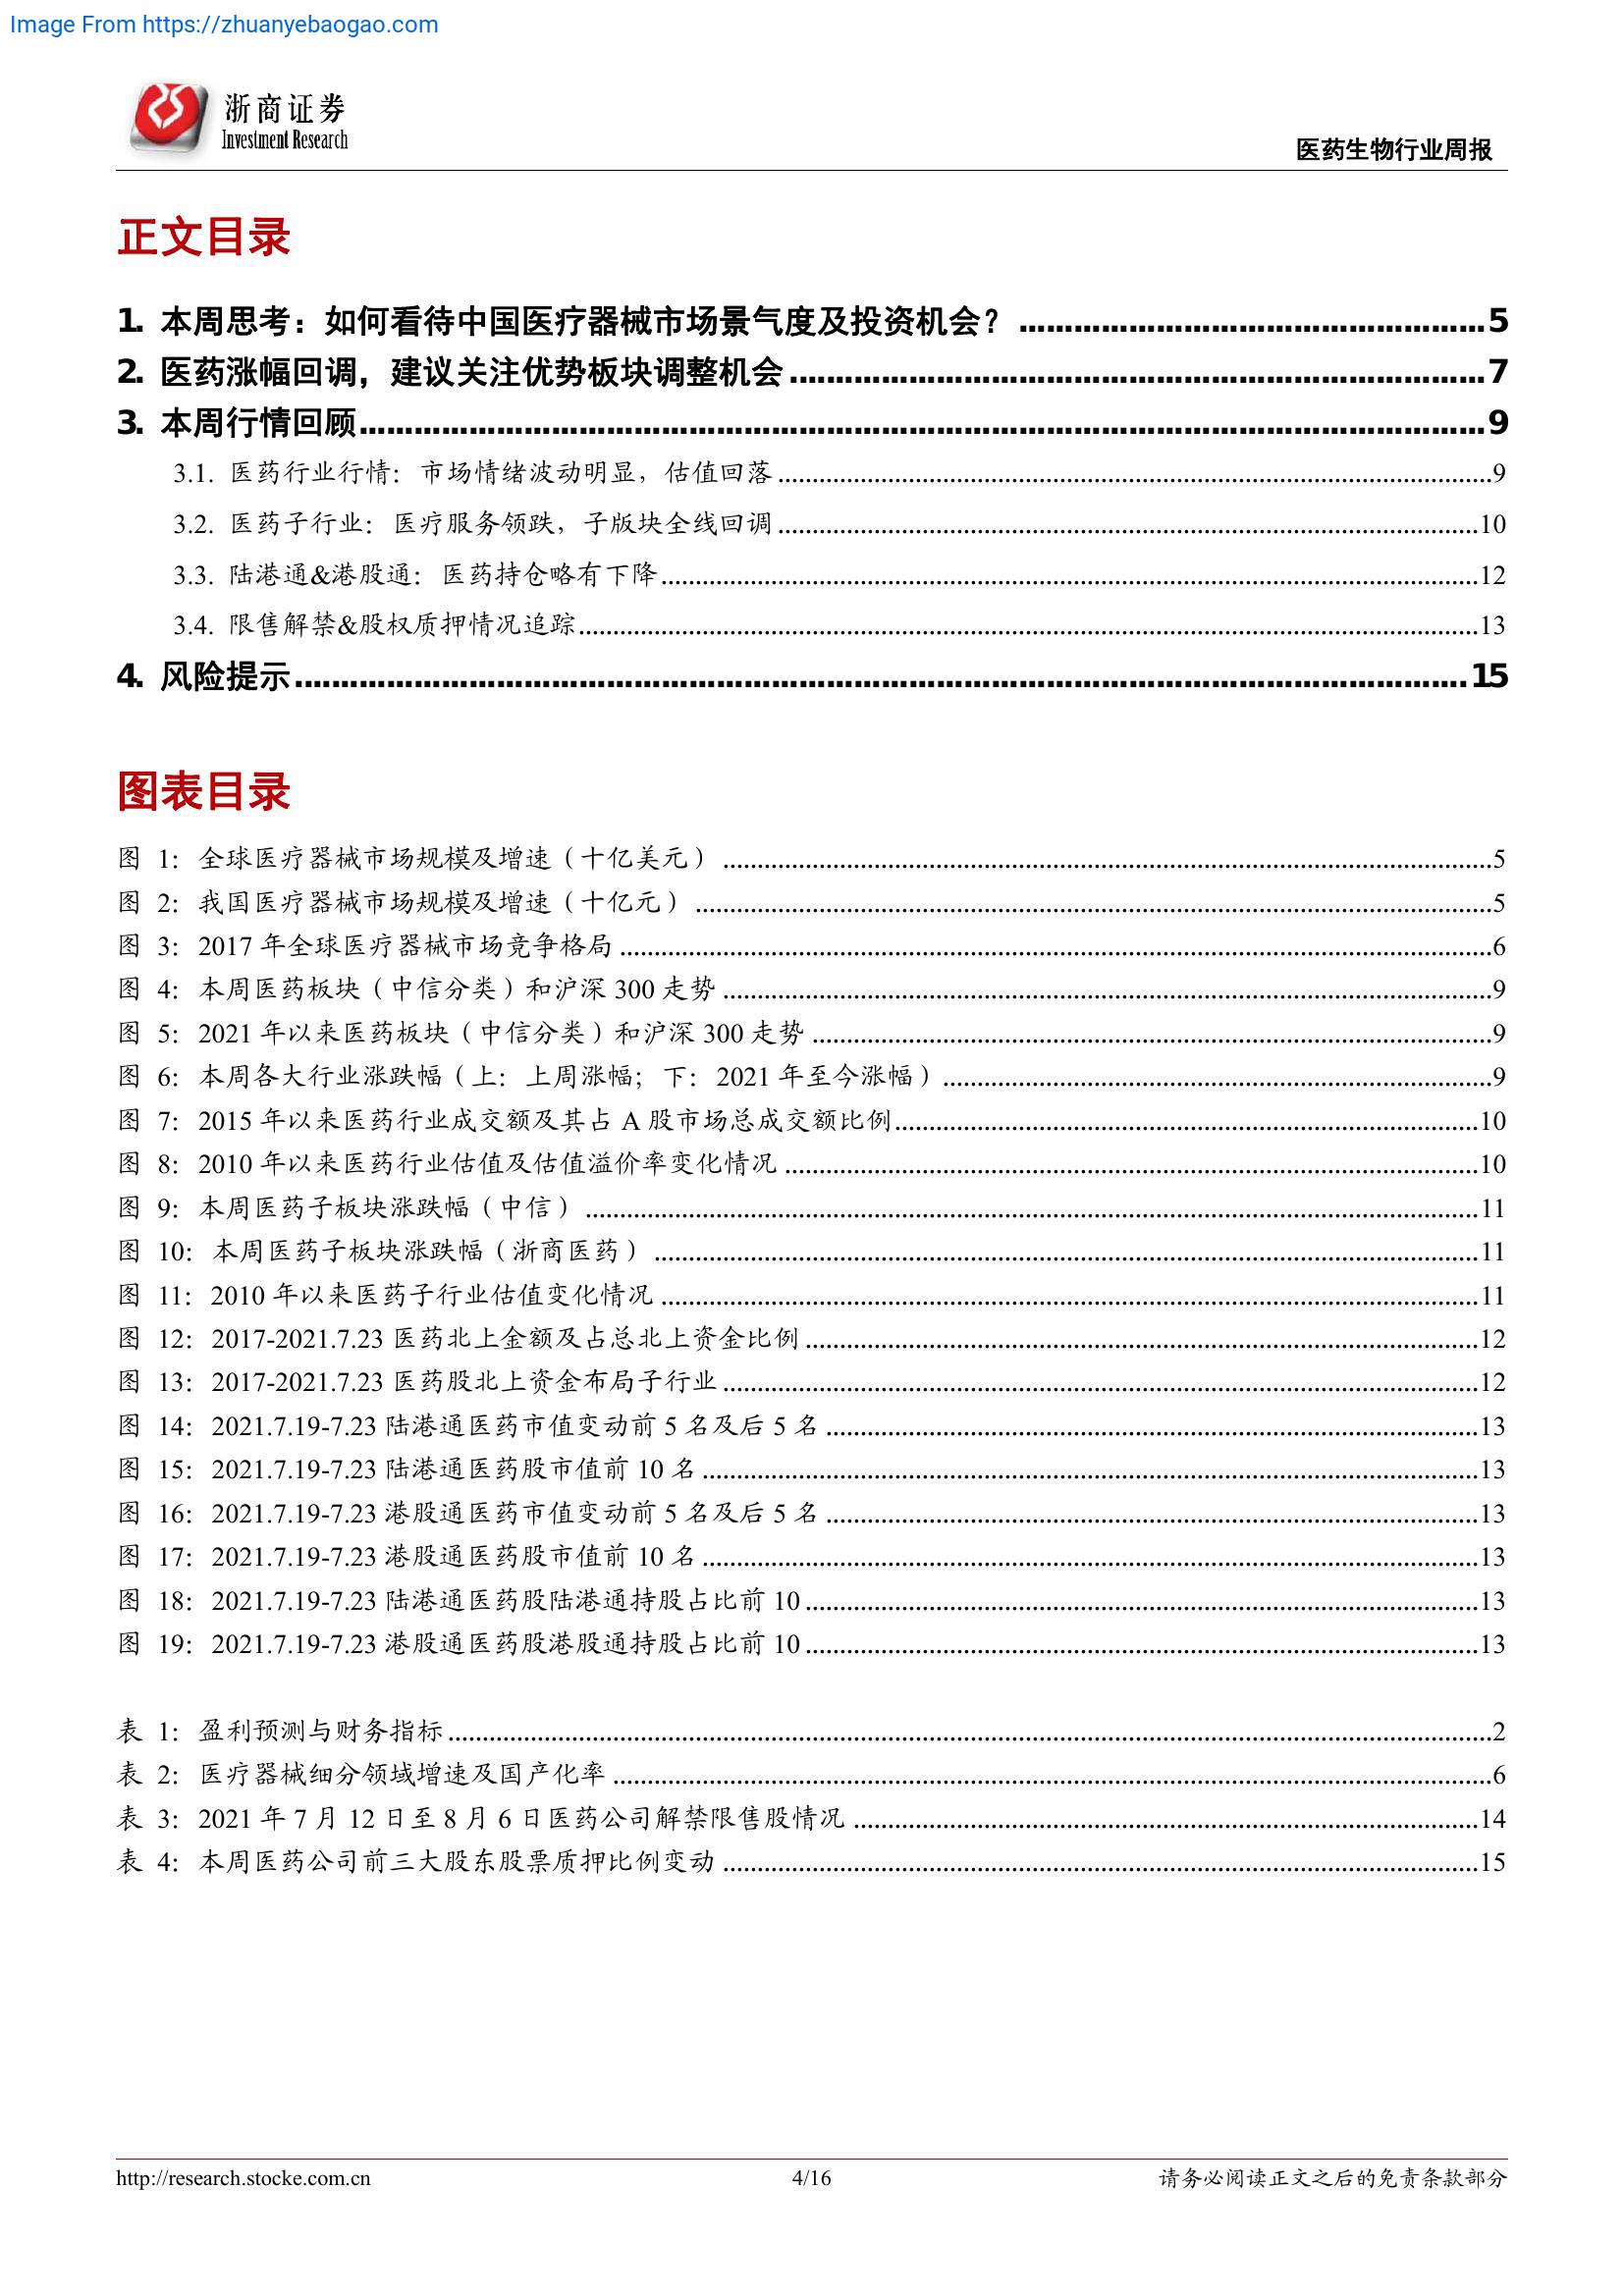 Image From https://zhuanyebaogao.com
浙商证券
Investment Research
医药生物行业周报
正文目录
1. 本周思考：如何看待中国医疗器械市场景气度及投资机会？ ........ 5
2. 医药涨幅回调，建议关注优势板块调整机会 ........ 7
3. 本周行情回顾 ........ 9
3.1. 医药行业行情：市场情绪波动明显，估值回落 ........ 9
3.2. 医药子行业：医疗服务领跌，子版块全线回调 ........ 10
3.3. 陆港通&港股通：医药持仓略有下降 ........ 12
3.4. 限售解禁&股权质押情况追踪 ........ 13
4. 风险提示 ........ 15
图表目录
图 1：全球医疗器械市场规模及增速（十亿美元） ........ 5
图 2：我国医疗器械市场规模及增速（十亿元） ........ 5
图 3：2017 年全球医疗器械市场竞争格局 ........ 6
图 4：本周医药板块（中信分类）和沪深 300 走势 ........ 9
图 5：2021 年以来医药板块（中信分类）和沪深 300 走势 ........ 9
图 6：本周各大行业涨跌幅（上：上周涨幅；下：2021 年至今涨幅） ........ 9
图 7：2015 年以来医药行业成交额及其占 A 股市场总成交额比例 ........ 10
图 8：2010 年以来医药行业估值及估值溢价率变化情况 ........ 10
图 9：本周医药子板块涨跌幅（中信） ........ 11
图 10：本周医药子板块涨跌幅（浙商医药） ........ 11
图 11：2010 年以来医药子行业估值变化情况 ........ 11
图 12：2017-2021.7.23 医药北上金额及占总北上资金比例 ........ 12
图 13：2017-2021.7.23 医药股北上资金布局子行业 ........ 12
图 14：2021.7.19-7.23 陆港通医药市值变动前 5 名及后 5 名 ........ 13
图 15：2021.7.19-7.23 陆港通医药股市值前 10 名 ........ 13
图 16：2021.7.19-7.23 港股通医药市值变动前 5 名及后 5 名 ........ 13
图 17：2021.7.19-7.23 港股通医药股市值前 10 名 ........ 13
图 18：2021.7.19-7.23 陆港通医药股陆港通持股占比前 10 ........ 13
图 19：2021.7.19-7.23 港股通医药股港股通持股占比前 10 ........ 13
表 1：盈利预测与财务指标 ........ 2
表 2：医疗器械细分领域增速及国产化率 ........ 6
表 3：2021 年 7 月 12 日至 8 月 6 日医药公司解禁限售股情况 ........ 14
表 4：本周医药公司前三大股东股票质押比例变动 ........ 15
http://research.stocke.com.cn
4/16
请务必阅读正文之后的免责条款部分